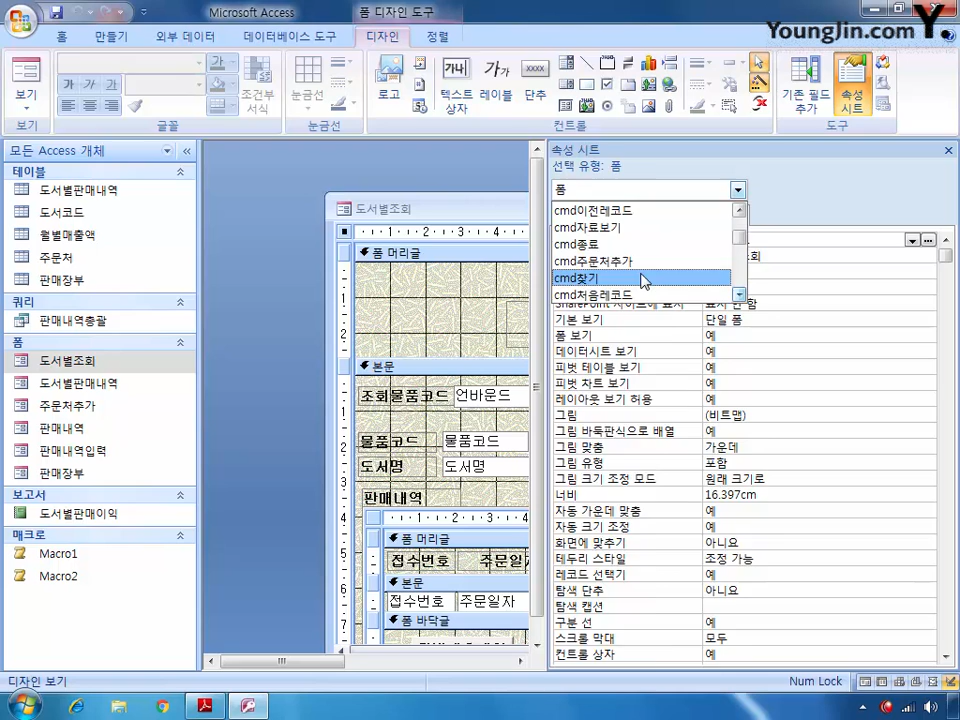 Microsoft Access
폼 디자인 도구
YoungJin.com Y.
홈
만들기
외부 데이터
데이터베이스 도구
디자인
정렬
보기
가
가
가
가
조건부
서식
눈금선
로고
가나
텍스트
상자
가가
레이블
xxxx
단추
기존 필드
추가
속성
시트
보기
글꼴
눈금선
컨트롤
도구
모든 Access 개체
테이블
도서별판매내역
도서코드
월별매출액
주문처
판매장부
쿼리
판매내역총괄
폼
도서별조회
도서별판매내역
주문처추가
판매내역
판매내역입력
판매장부
보고서
도서별판매이익
매크로
Macro1
Macro2
도서별조회
폼 머리글
본문
조회물품코드 언바운드
물품코드 물품코드
도서명 도서명
판매내역
폼 머리글
접수번호
본문
접수번호 주문일자
폼 바닥글
속성 시트
선택 유형: 폼
폼
cmd이전레코드
cmd자료보기
cmd종료
cmd주문처추가
cmd찾기
cmd처음레코드
기본 보기 단일 폼
폼 보기 예
데이터시트 보기 예
피벗 테이블 보기 예
피벗 차트 보기 예
레이아웃 보기 허용 예
그림 (비트맵)
그림 바둑판식으로 배열 예
그림 맞춤 가운데
그림 유형 포함
그림 크기 조정 모드 원래 크기로
너비 16.397cm
자동 가운데 맞춤 예
자동 크기 조정 예
화면에 맞추기 아니요
테두리 스타일 조정 가능
레코드 선택기 예
탐색 단추 아니요
탐색 캡션
구분 선 예
스크롤 막대 모두
컨트롤 상자 예
디자인 보기
Num Lock